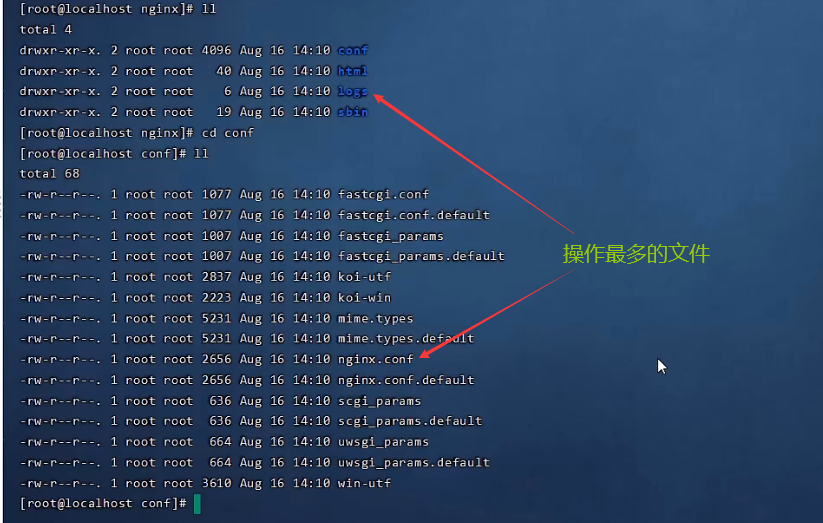 [root@localhost nginx]# ll
total 4
drwxr-xr-x. 2 root root 4096 Aug 16 14:10 conf
drwxr-xr-x. 2 root root   40 Aug 16 14:10 html
drwxr-xr-x. 2 root root    6 Aug 16 14:10 logs
drwxr-xr-x. 2 root root   19 Aug 16 14:10 sbin
[root@localhost nginx]# cd conf
[root@localhost conf]# ll
total 68
-rw-r--r--. 1 root root 1077 Aug 16 14:10 fastcgi.conf
-rw-r--r--. 1 root root 1077 Aug 16 14:10 fastcgi.conf.default
-rw-r--r--. 1 root root 1007 Aug 16 14:10 fastcgi_params
-rw-r--r--. 1 root root 1007 Aug 16 14:10 fastcgi_params.default
操作最多的文件
-rw-r--r--. 1 root root 2837 Aug 16 14:10 koi-utf
-rw-r--r--. 1 root root 2223 Aug 16 14:10 koi-win
-rw-r--r--. 1 root root 5231 Aug 16 14:10 mime.types
-rw-r--r--. 1 root root 5231 Aug 16 14:10 mime.types.default
-rw-r--r--. 1 root root 2656 Aug 16 14:10 nginx.conf
-rw-r--r--. 1 root root 2656 Aug 16 14:10 nginx.conf.default
-rw-r--r--. 1 root root  636 Aug 16 14:10 scgi_params
-rw-r--r--. 1 root root  636 Aug 16 14:10 scgi_params.default
-rw-r--r--. 1 root root  664 Aug 16 14:10 uwsgi_params
-rw-r--r--. 1 root root  664 Aug 16 14:10 uwsgi_params.default
-rw-r--r--. 1 root root 3610 Aug 16 14:10 win-utf
[root@localhost conf]#